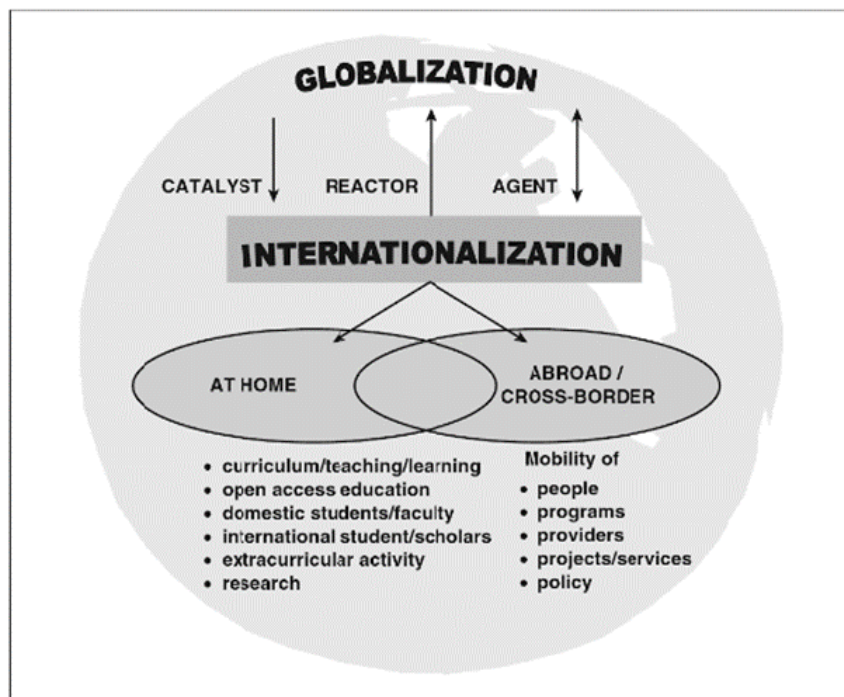 GLOBALIZATION
CATALYST
REACTOR
AGENT
INTERNATIONALIZATION
AT HOME
ABROAD /
CROSS-BORDER
• curriculum/teaching/learning
• open access education
• domestic students/faculty
• international student/scholars
• extracurricular activity
• research
Mobility of
• people
• programs
• providers
• projects/services
• policy